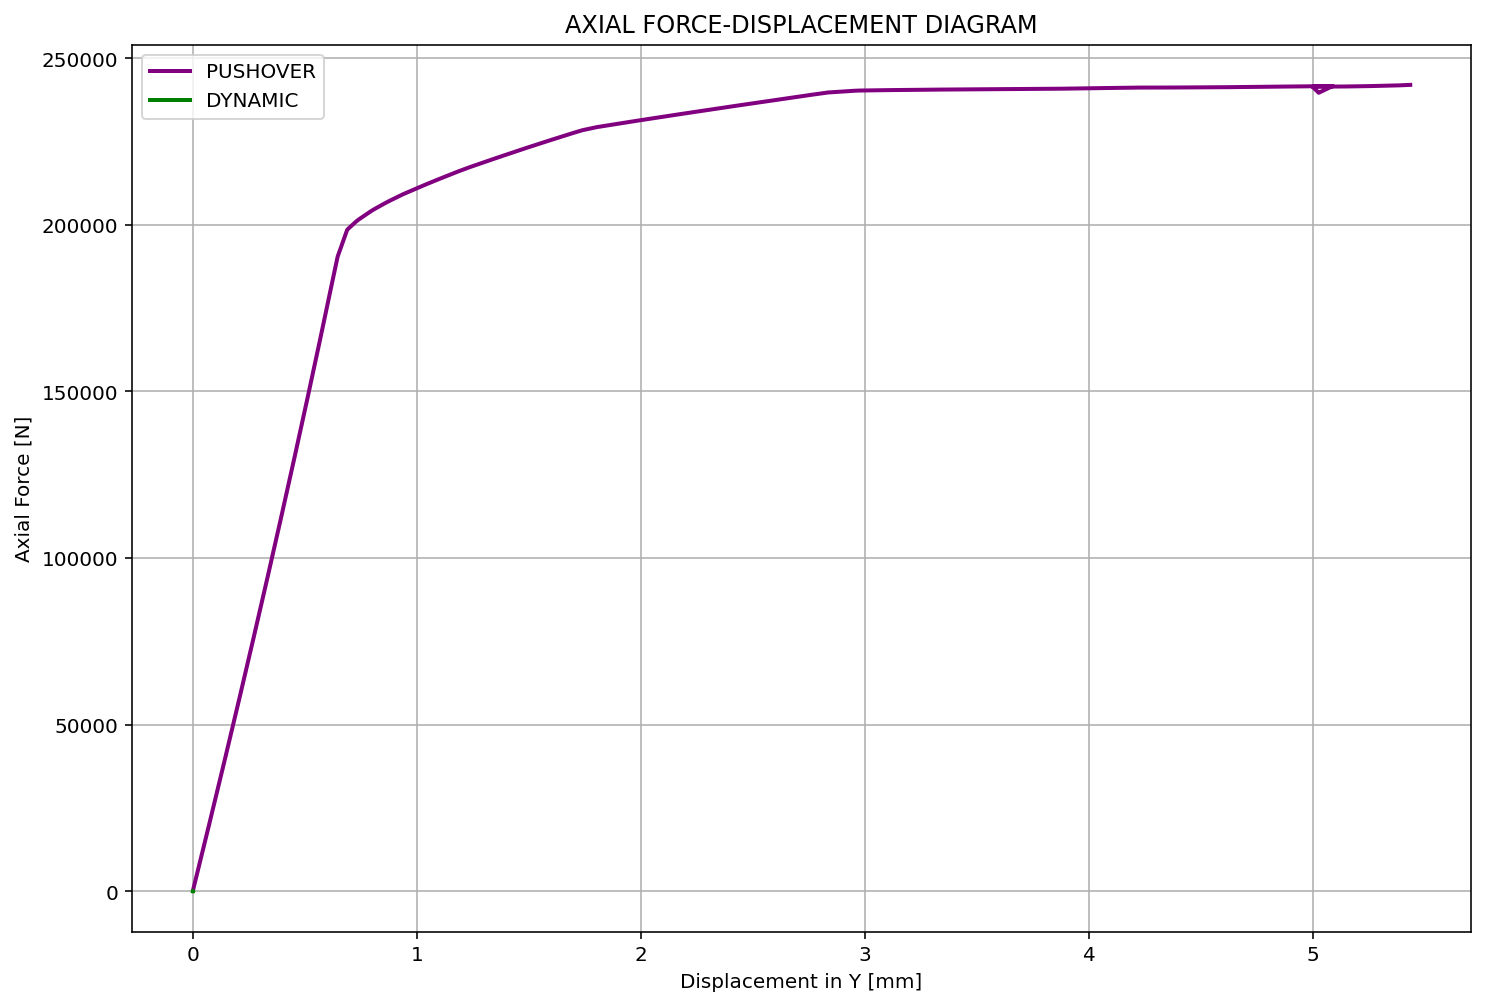 AXIAL FORCE-DISPLACEMENT DIAGRAM
PUSHOVER
DYNAMIC
Axial Force [N]
250000
200000
150000
100000
50000
0
0 1 2 3 4 5
Displacement in Y [mm]